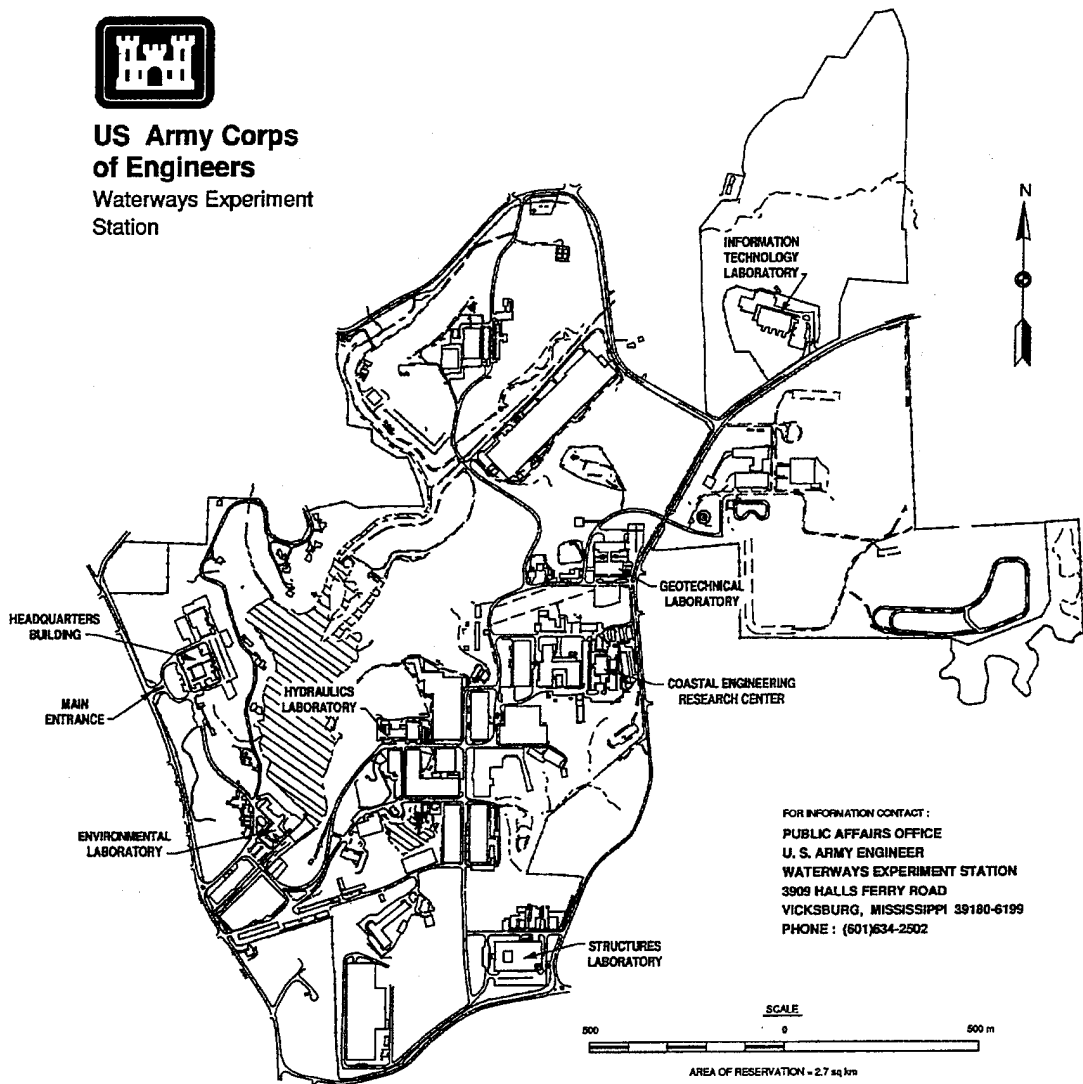 US Army Corps
of Engineers
Waterways Experiment
Station
N
INFORMATION
TECHNOLOGY
LABORATORY
GEOTECHNICAL
LABORATORY
HEADQUARTERS
BUILDING
MAIN
ENTRANCE
HYDRAULICS
LABORATORY
COASTAL ENGINEERING
RESEARCH CENTER
ENVIRONMENTAL
LABORATORY
STRUCTURES
LABORATORY
FOR INFORMATION CONTACT :
PUBLIC AFFAIRS OFFICE
U. S. ARMY ENGINEER
WATERWAYS EXPERIMENT STATION
3909 HALLS FERRY ROAD
VICKSBURG, MISSISSIPPI 39180-6199
PHONE : (601)634-2502
SCALE
500 0 500 m
AREA OF RESERVATION = 2.7 sq km